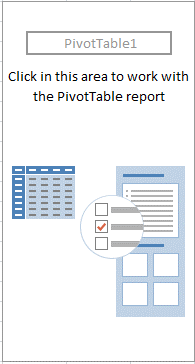 PivotTable1
Click in this area to work with
the PivotTable report